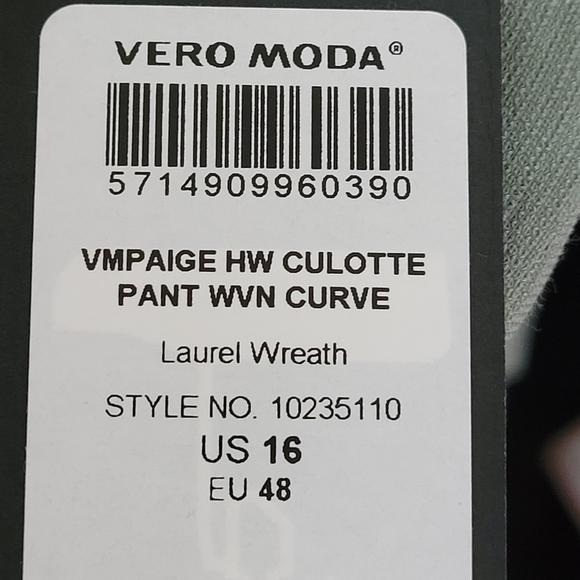 VERO MODA®
5714909960390
VMPAIGE HW CULOTTE
PANT WVN CURVE
Laurel Wreath
STYLE NO. 10235110
US 16
EU 48